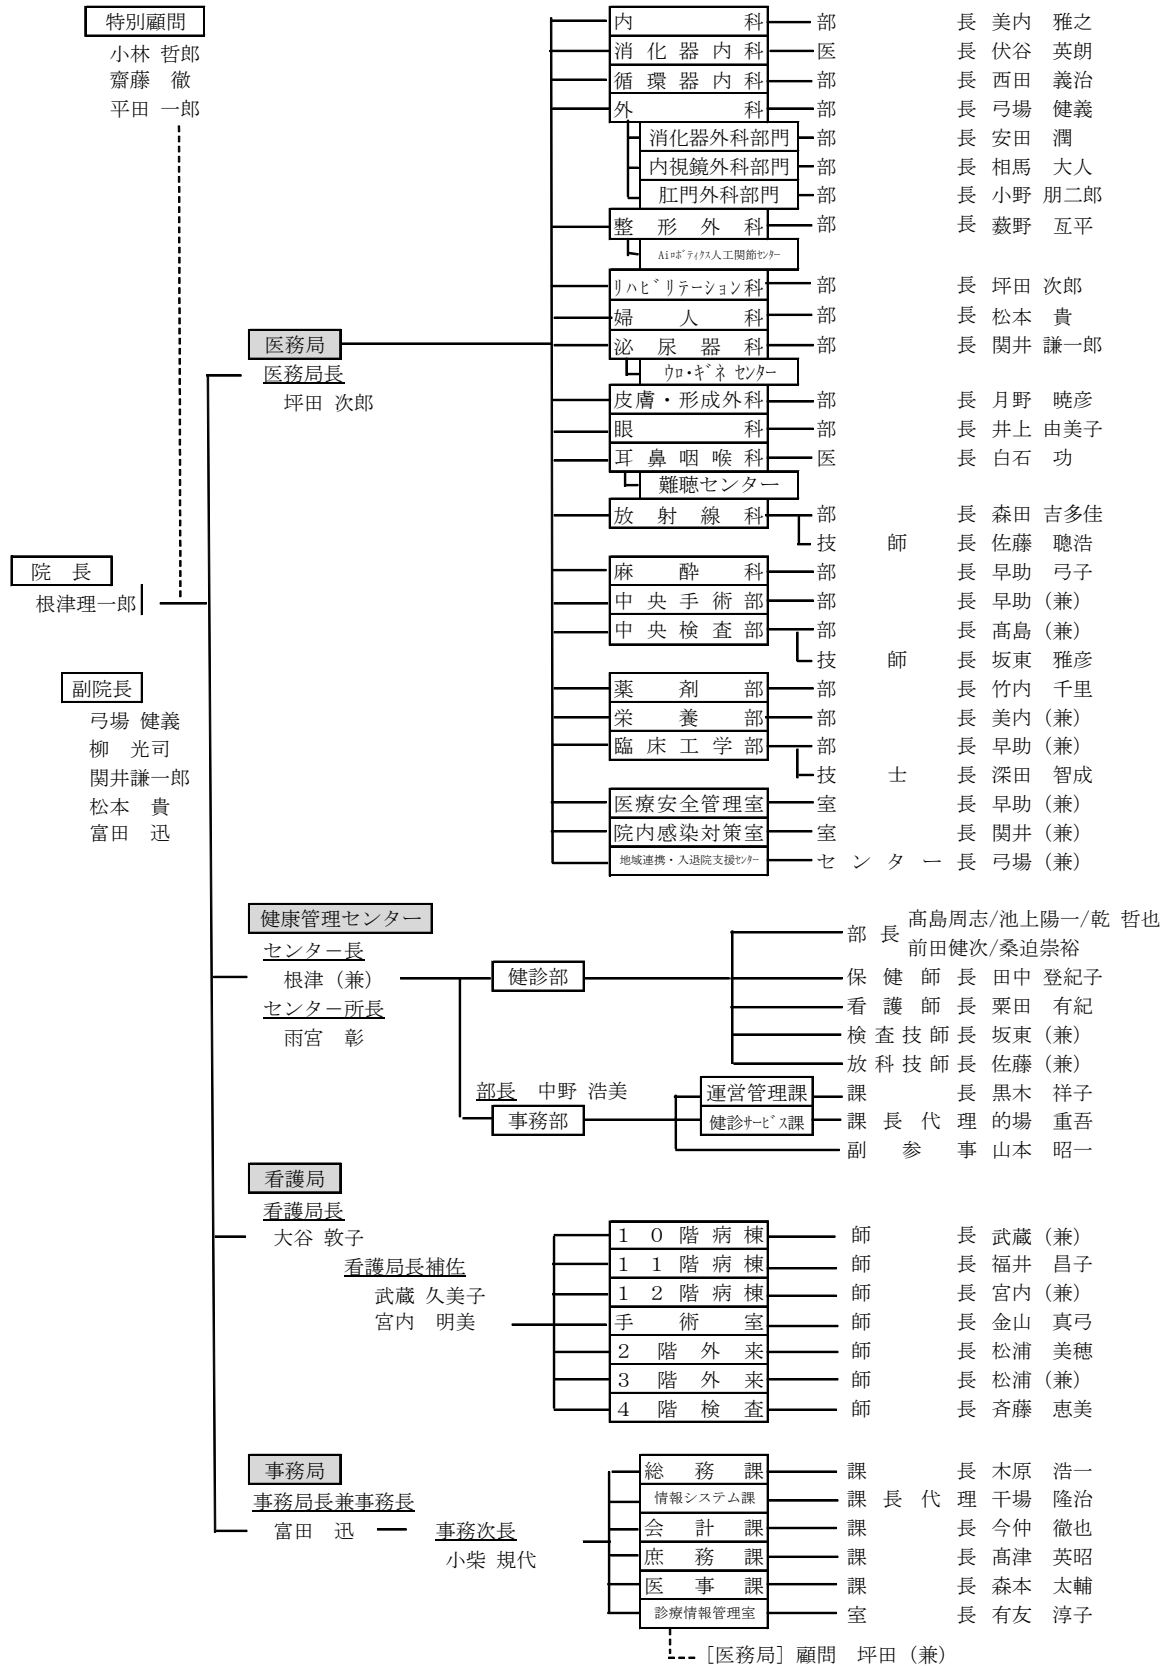 特別顧問
小林 哲郎
齋藤 徹
平田 一郎
院 長
根津理一郎
副院長
弓場 健義
柳 光司
関井謙一郎
松本 貴
富田 迅
医務局
医務局長
坪田 次郎
内科 部長 美内 雅之
消化器内科 医長 伏谷 英朗
循環器内科 部長 西田 義治
外科 部長 弓場 健義
消化器外科部門 部長 安田 潤
内視鏡外科部門 部長 相馬 大人
肛門外科部門 部長 小野 朋二郎
整形外科 部長 薮野 亙平
Aiロボティクス人工関節センター
リハビリテーション科 部長 坪田 次郎
婦人科 部長 松本 貴
泌尿器科 部長 関井 謙一郎
ウロ・ギネ センター
皮膚・形成外科 部長 月野 暁彦
眼科 部長 井上 由美子
耳鼻咽喉科 医長 白石 功
難聴センター
放射線科 部長 森田 吉多佳
技師長 佐藤 聰浩
麻酔科 部長 早助 弓子
中央手術部 部長 早助 (兼)
中央検査部 部長 髙島 (兼)
技師長 坂東 雅彦
薬剤部 部長 竹内 千里
栄養部 部長 美内 (兼)
臨床工学部 部長 早助 (兼)
技士長 深田 智成
医療安全管理室 室長 早助 (兼)
院内感染対策室 室長 関井 (兼)
地域連携・入退院支援センター センター長 弓場 (兼)
健康管理センター
センター長
根津 (兼)
センター所長
雨宮 彰
健診部
部長 髙島周志/池上陽一/乾 哲也
前田健次/桑迫崇裕
保健師長 田中 登紀子
看護師長 粟田 有紀
検査技師長 坂東 (兼)
放科技師長 佐藤 (兼)
部長 中野 浩美
事務部
運営管理課 課長 黒木 祥子
健診サービス課 課長代理 的場 重吾
副参事 山本 昭一
看護局
看護局長
大谷 敦子
看護局長補佐
武蔵 久美子
宮内 明美
10階病棟 師長 武蔵 (兼)
11階病棟 師長 福井 昌子
12階病棟 師長 宮内 (兼)
手術室 師長 金山 真弓
2階外来 師長 松浦 美穂
3階外来 師長 松浦 (兼)
4階検査 師長 斉藤 恵美
事務局
事務局長兼事務長
富田 迅
事務次長
小柴 規代
総務課 課長 木原 浩一
情報システム課 課長代理 干場 隆治
会計課 課長 今仲 徹也
庶務課 課長 髙津 英昭
医事課 課長 森本 太輔
診療情報管理室 室長 有友 淳子
[医務局] 顧問 坪田 (兼)